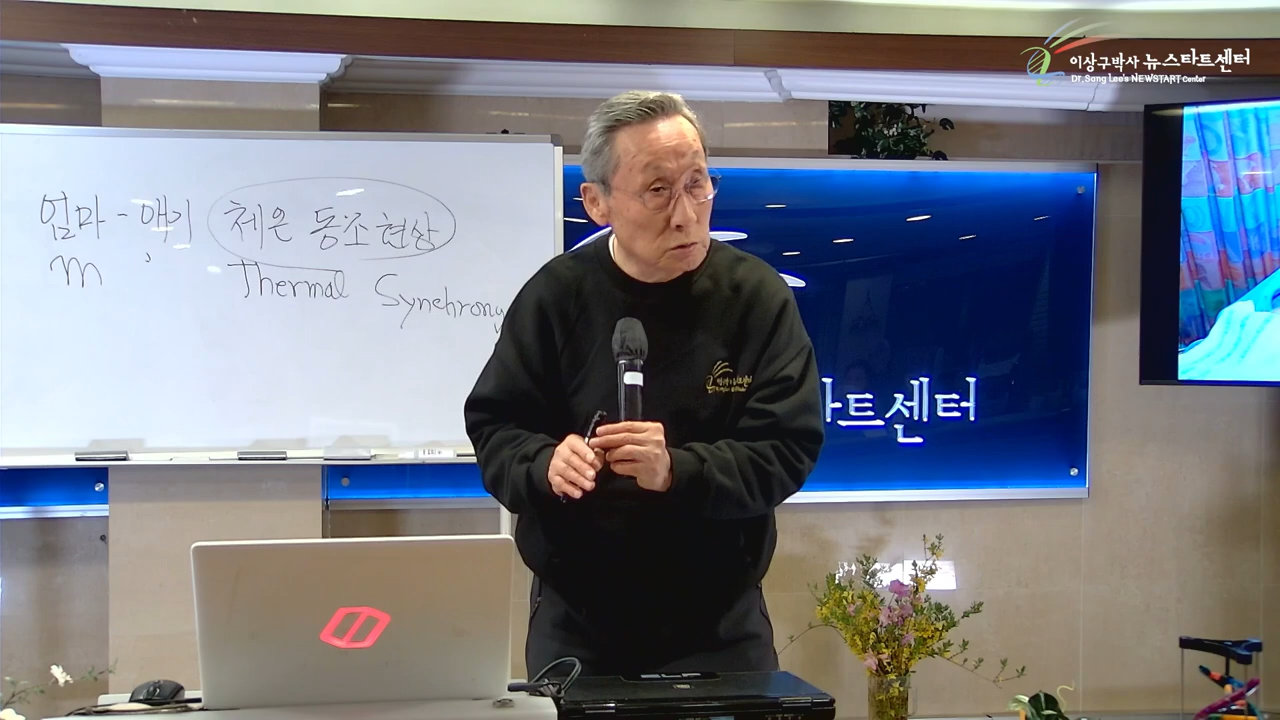 이상구박사 뉴스타트센터
Dr. Sang Lee's NEWSTART Center
엄마 - 애기 체온 동조현상
m
Thermal Synchrony
타트센터
ELP